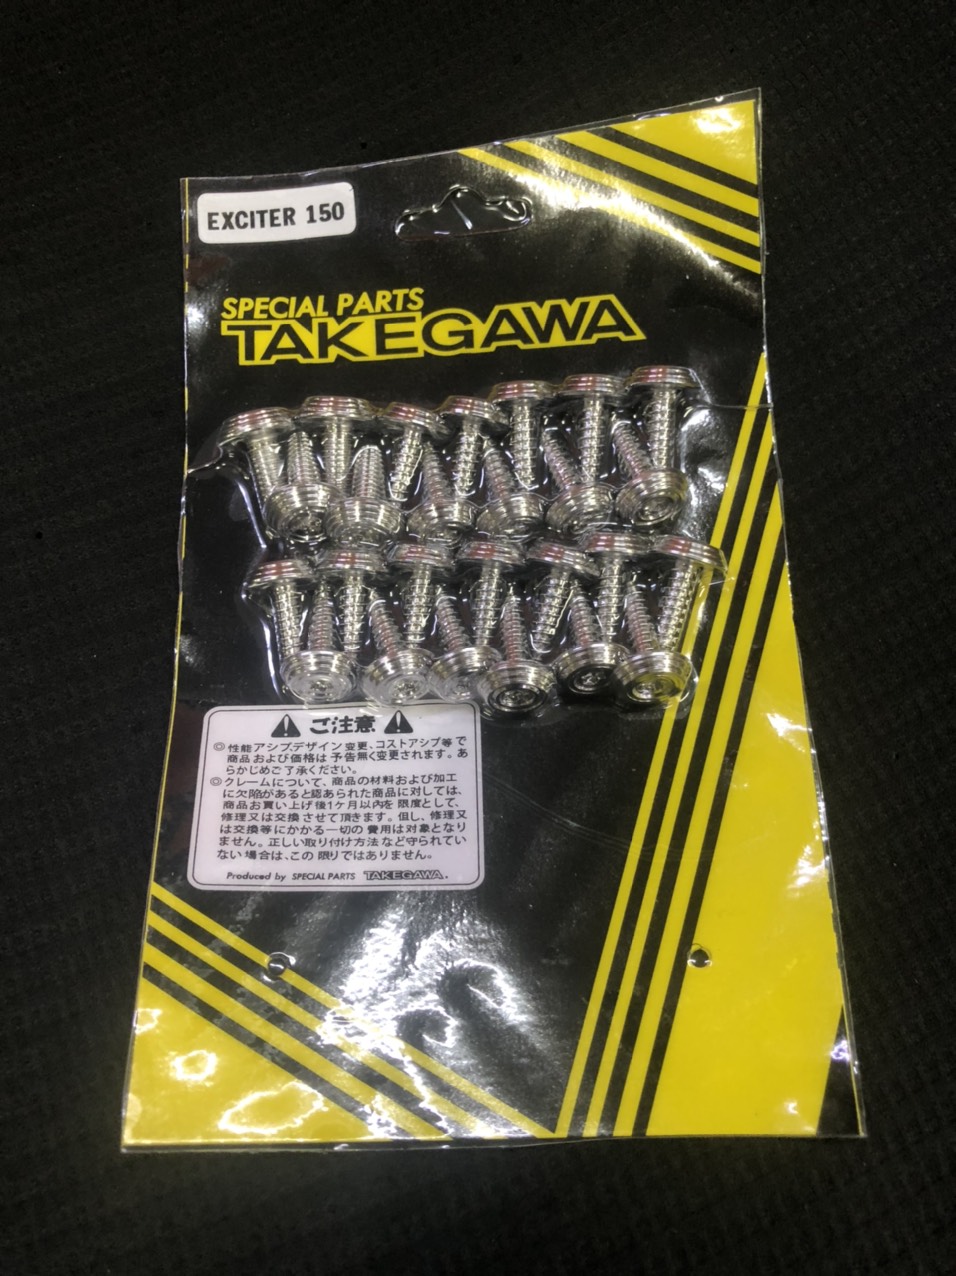 EXCITER 150
SPECIAL PARTS
TAKEGAWA
ご注意
◎性能アシプ、デザイン変更、コストアシプ等で
商品および価格は予告無く変更されます。あ
らかじめご了承ください。
◎クレームについて、商品の材料および加工
に欠陥があると認あられた商品に対しては、
商品お買い上げ後1ケ月以内を限度として、
修理又は交換させて頂きます。但し、修理又
は交換等にかかる一切の費用は対象となり
ません。正しい取り付け方法など守られてい
ない場合は、この限りではありません。
Produced by SPECIAL PARTS TAKEGAWA.